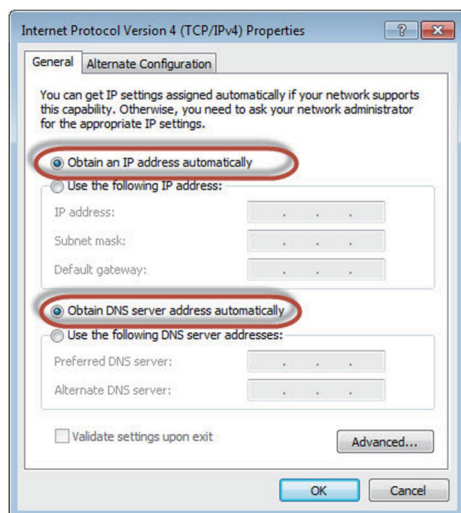 Internet Protocol Version 4 (TCP/IPv4) Properties
General
Alternate Configuration
You can get IP settings assigned automatically if your network supports
this capability. Otherwise, you need to ask your network administrator
for the appropriate IP settings.
Obtain an IP address automatically
Use the following IP address:
IP address:
Subnet mask:
Default gateway:
Obtain DNS server address automatically
Use the following DNS server addresses:
Preferred DNS server:
Alternate DNS server:
Validate settings upon exit
Advanced...
OK
Cancel